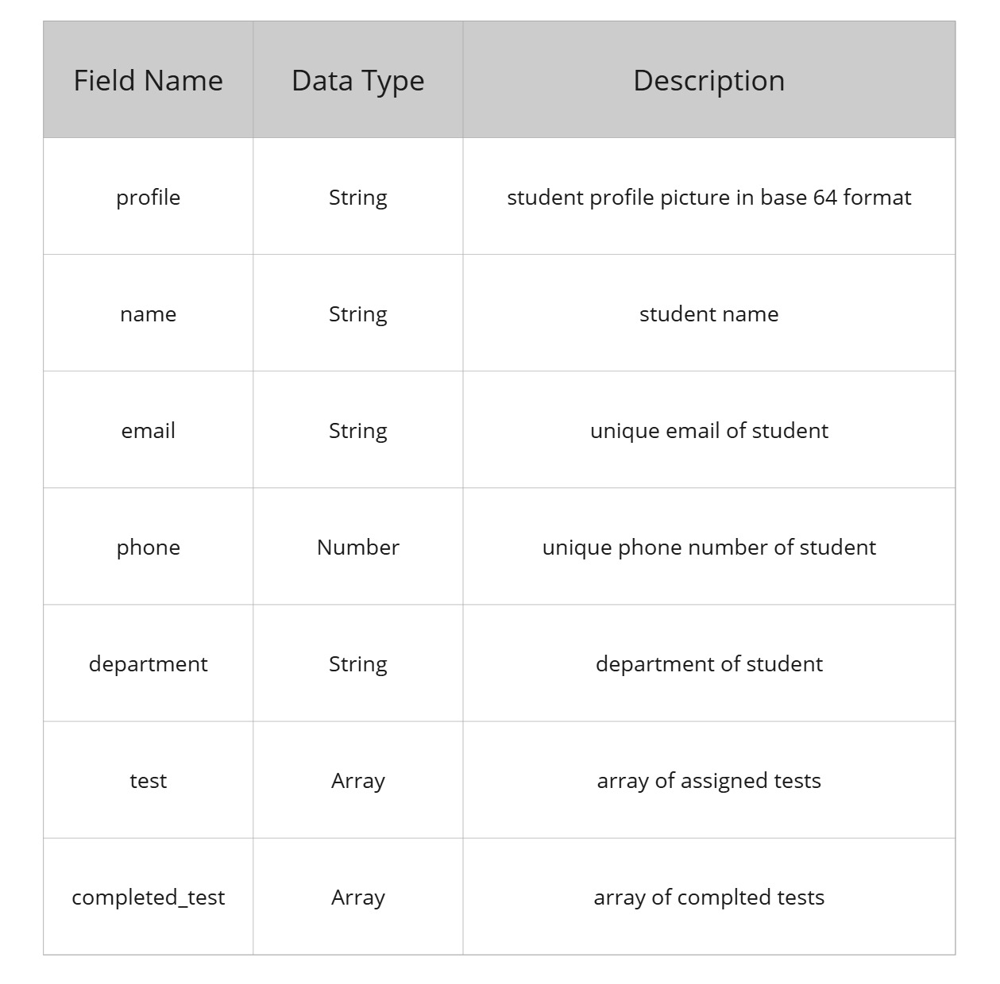 Field Name Data Type Description
profile String student profile picture in base 64 format
name String student name
email String unique email of student
phone Number unique phone number of student
department String department of student
test Array array of assigned tests
completed_test Array array of complted tests